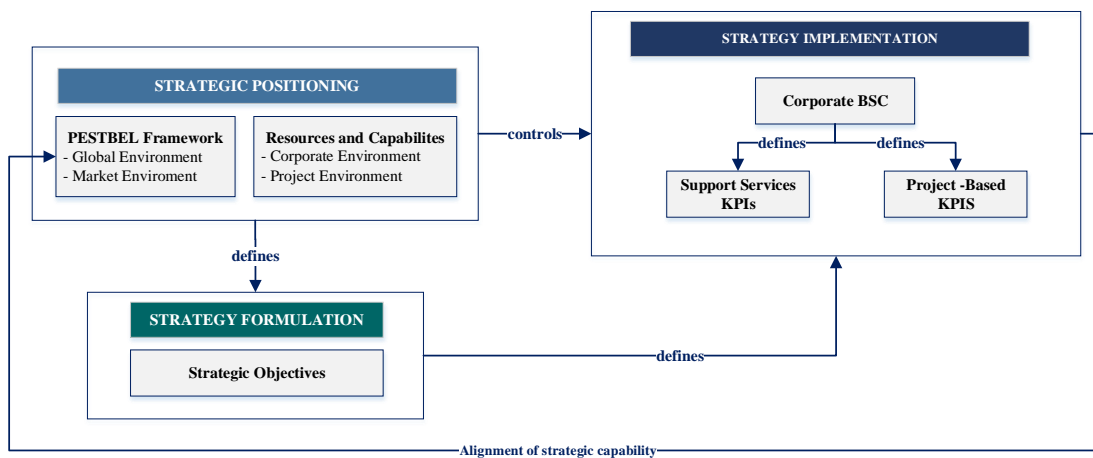 STRATEGY IMPLEMENTATION
STRATEGIC POSITIONING
PESTBEL Framework
- Global Environment
- Market Enviroment
Resources and Capabilites
- Corporate Environment
- Project Environment
controls
Corporate BSC
defines
defines
Support Services
KPIs
Project -Based
KPIS
defines
STRATEGY FORMULATION
Strategic Objectives
defines
Alignment of strategic capability